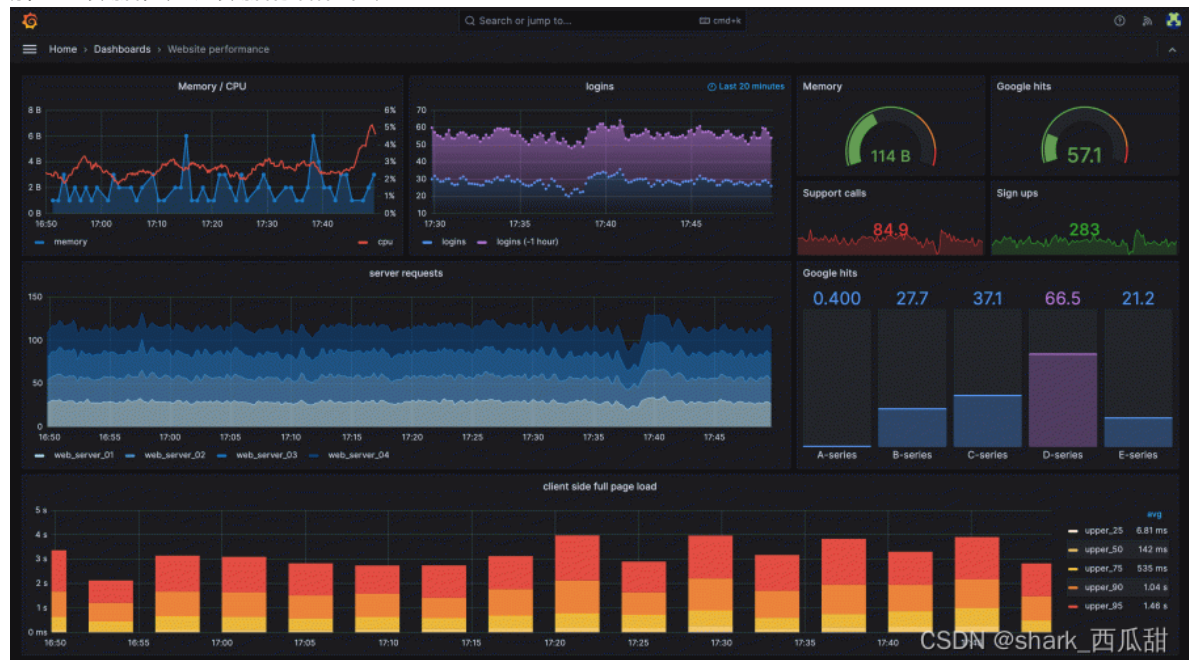 Search or jump to... cmd+k
Home › Dashboards › Website performance
Memory / CPU
8 B
6 B
4 B
2 B
0 B
6%
5%
4%
3%
2%
1%
0%
16:50 17:00 17:10 17:20 17:30 17:40
memory cpu
logins Last 20 minutes
70
60
50
40
30
20
10
17:30 17:35 17:40 17:45
logins logins (-1 hour)
Memory
114 B
Google hits
57.1
Support calls
84.9
Sign ups
283
server requests
150
100
50
0
16:50 16:55 17:00 17:05 17:10 17:15 17:20 17:25 17:30 17:35 17:40 17:45
web_server_01 web_server_02 web_server_03 web_server_04
Google hits
0.400 27.7 37.1 66.5 21.2
A-series B-series C-series D-series E-series
client side full page load
5 s
4 s
3 s
2 s
1 s
0 ms
16:50 16:55 17:00 17:05 17:10 17:15 17:20 17:25 17:30 17:35 17:40
avg
upper_25 6.81 ms
upper_50 142 ms
upper_75 535 ms
upper_90 1.04 s
upper_95 1.46 s
CSDN @shark_西瓜甜